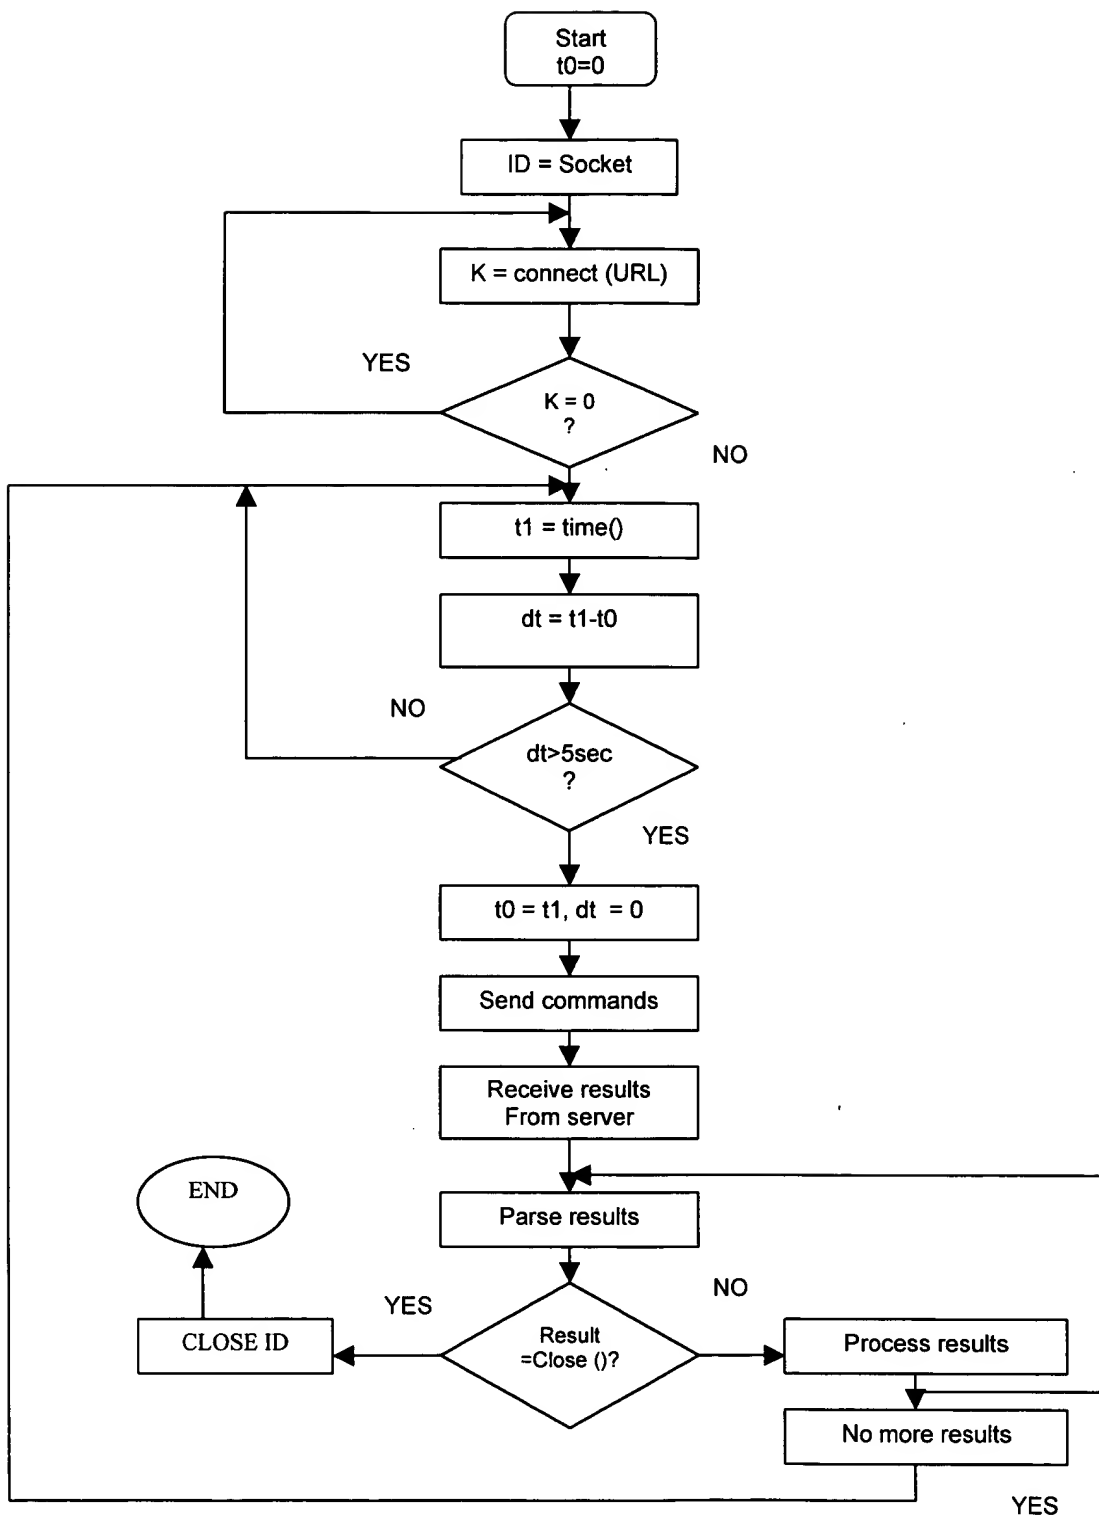 Start
t0=0
ID = Socket
K = connect (URL)
YES
K = 0
?
NO
t1 = time()
dt = t1-t0
NO
dt>5sec
?
YES
t0 = t1, dt = 0
Send commands
Receive results
From server
END
Parse results
YES
NO
CLOSE ID
Result
=Close ()?
Process results
No more results
YES